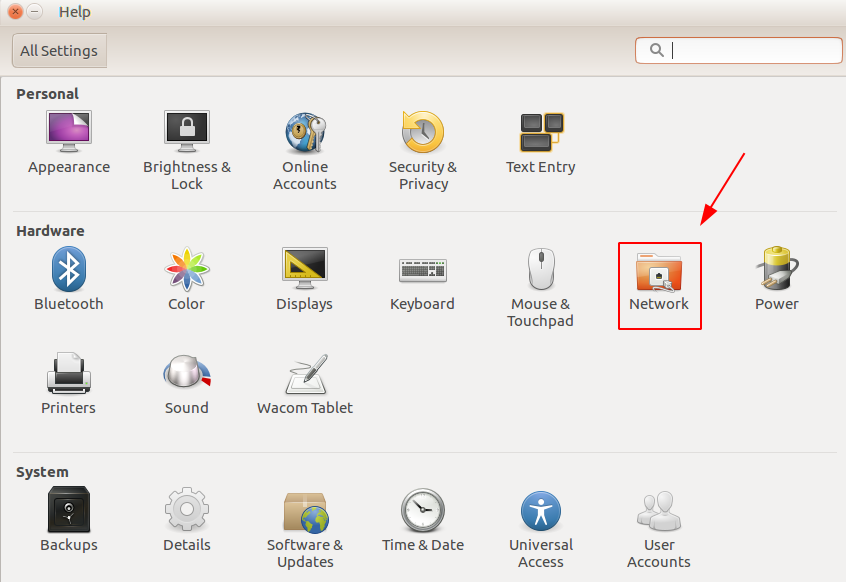 Help
All Settings
Personal
Appearance
Brightness &
Lock
Online
Accounts
Security &
Privacy
Text Entry
Hardware
Bluetooth
Color
Displays
Keyboard
Mouse &
Touchpad
Network
Power
Printers
Sound
Wacom Tablet
System
Backups
Details
Software &
Updates
Time & Date
Universal
Access
User
Accounts